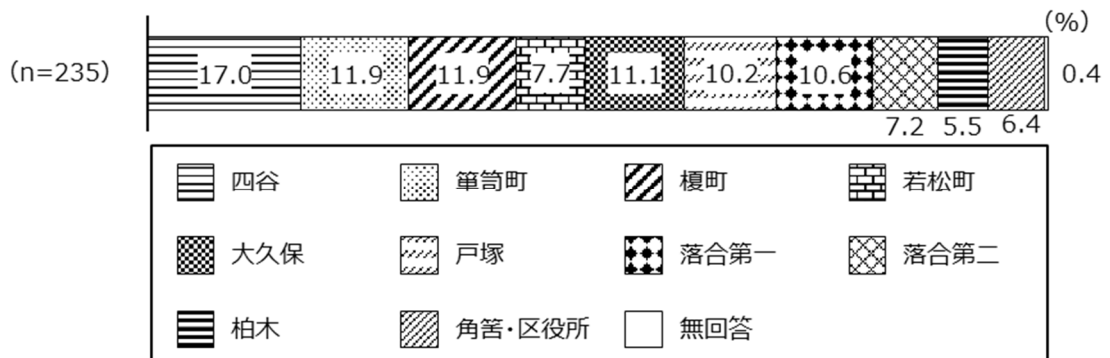 (%)
(n=235) 17.0 11.9 11.9 7.7 11.1 10.2 10.6 0.4
7.2 5.5 6.4
四谷 箪笥町 榎町 若松町
大久保 戸塚 落合第一 落合第二
柏木 角筈・区役所 無回答